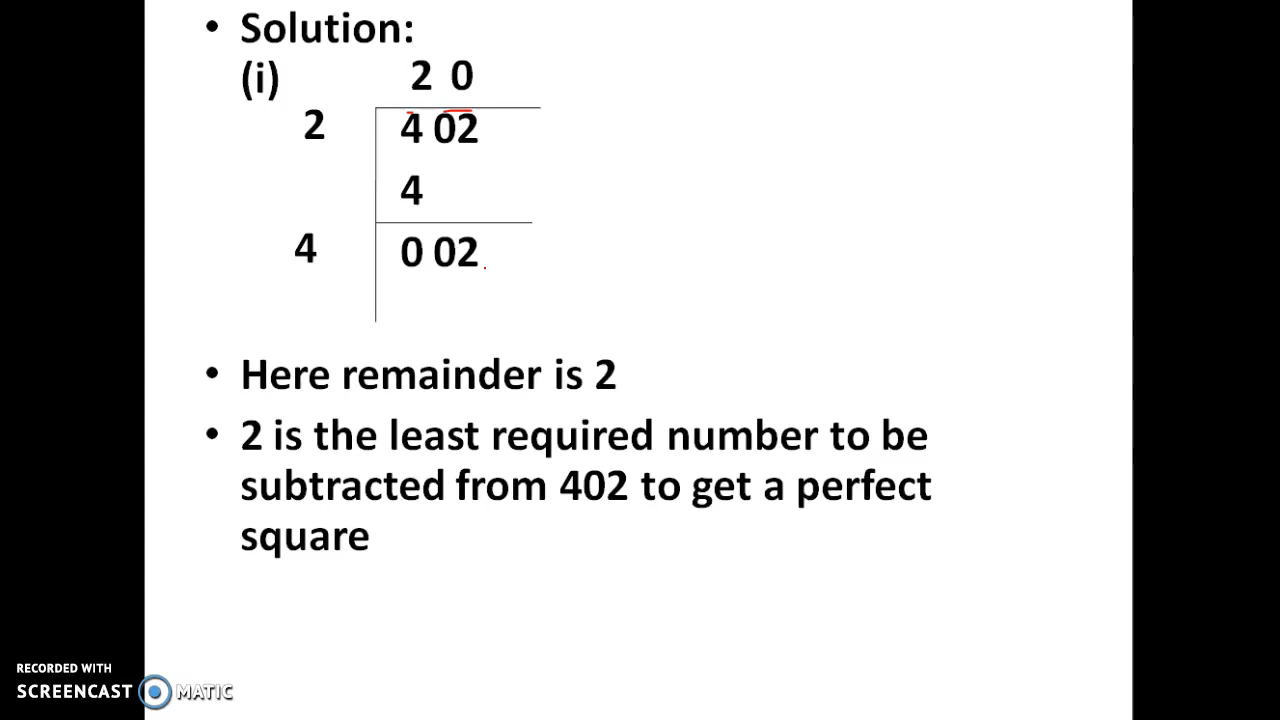 • Solution:
(i) 2 0
2 4 02
4
4 0 02
• Here remainder is 2
• 2 is the least required number to be
subtracted from 402 to get a perfect
square
RECORDED WITH
SCREENCAST MATIC